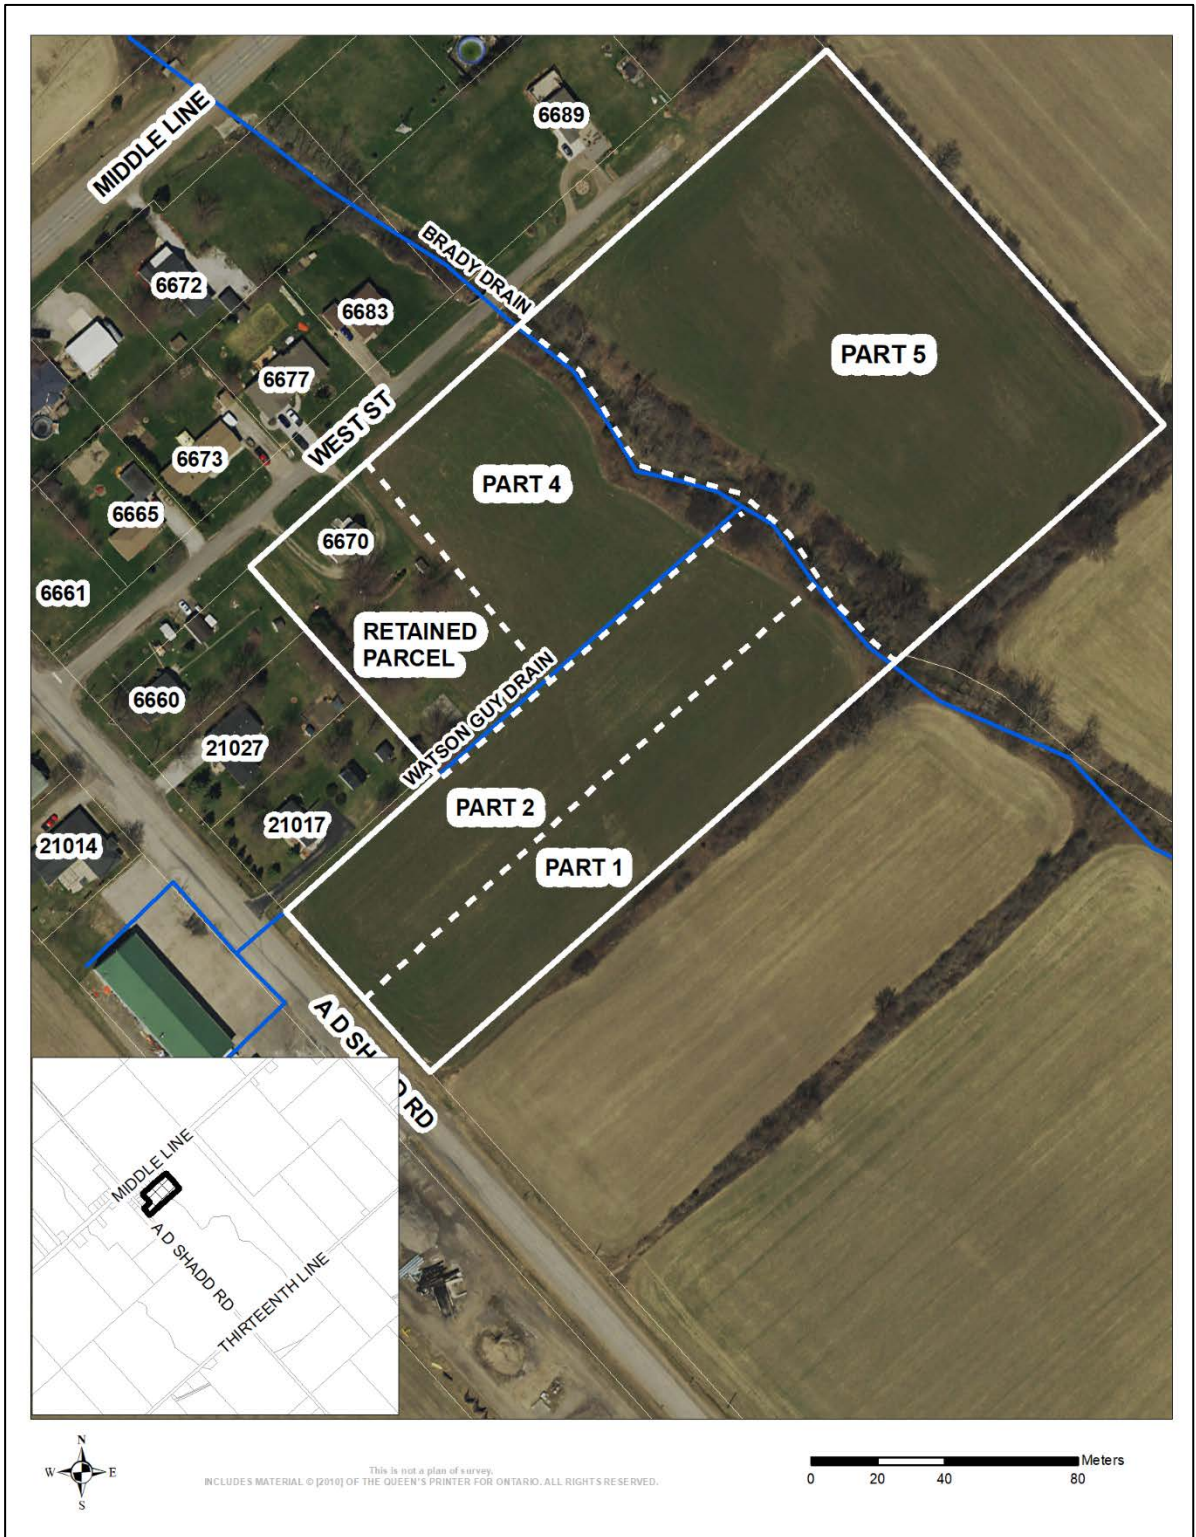 MIDDLE LINE
6689
BRADY DRAIN
6672
6683
PART 5
6677
WEST ST
6673
PART 4
6665
6670
6661
RETAINED
PARCEL
6660
WATSON GUY DRAIN
21027
PART 2
21017
21014
PART 1
A D SHADD RD
MIDDLE LINE
A D SHADD RD
THIRTEENTH LINE
N
W
E
S
This is not a plan of survey.
INCLUDES MATERIAL © [2010] OF THE QUEEN'S PRINTER FOR ONTARIO. ALL RIGHTS RESERVED.
Meters
0 20 40 80